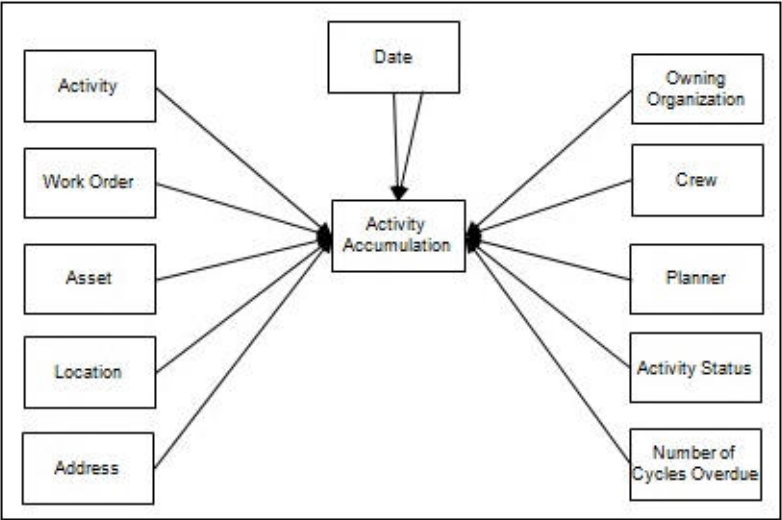 Date
Activity
Work Order
Asset
Location
Address
Activity
Accumulation
Owning
Organization
Crew
Planner
Activity Status
Number of
Cycles Overdue